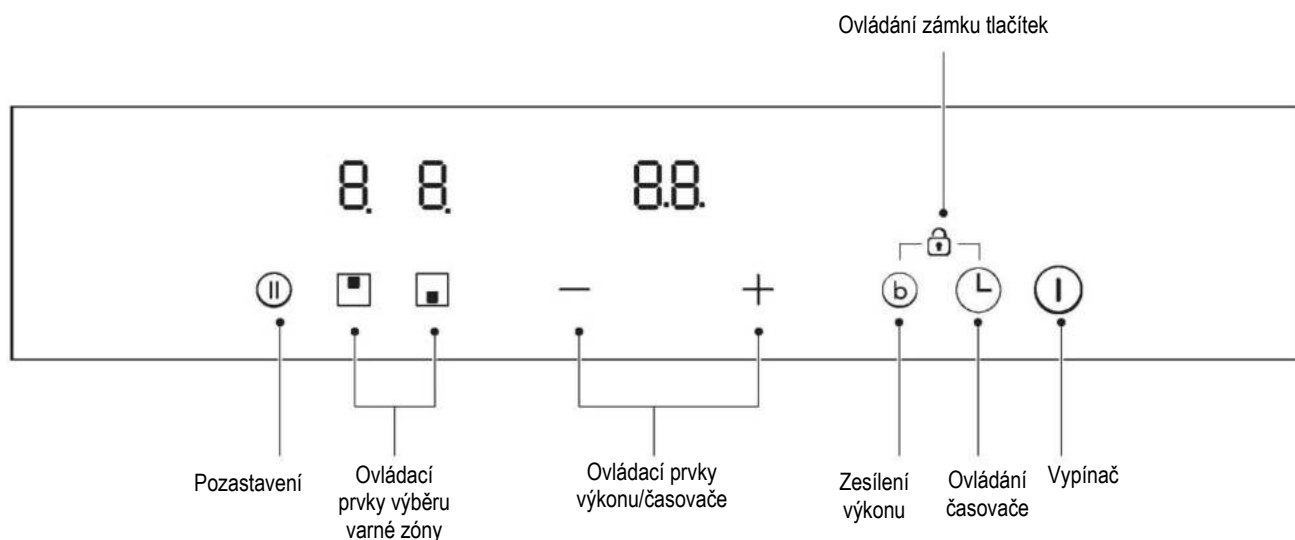 Ovládání zámku tlačítek
8. 8. 8.8.
− + b
Pozastavení
Ovládací
prvky výběru
varné zóny
Ovládací prvky
výkonu/časovače
Zesílení
výkonu
Ovládání
časovače
Vypínač